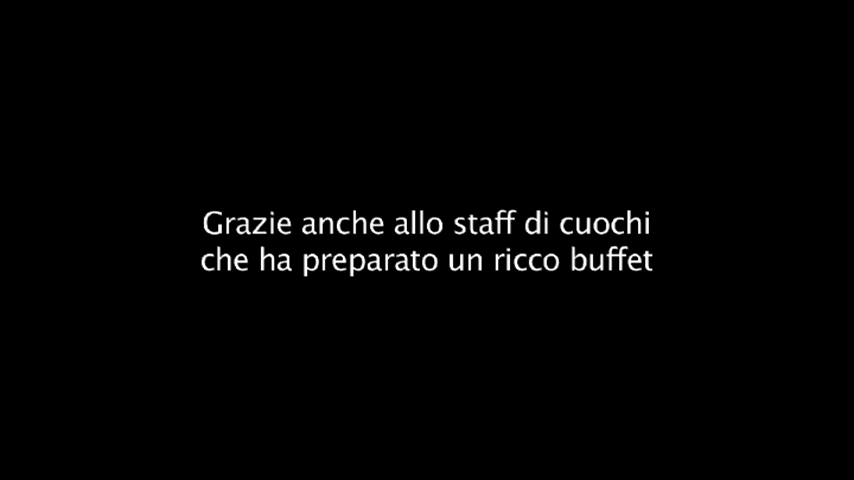 Grazie anche allo staff di cuochi
che ha preparato un ricco buffet